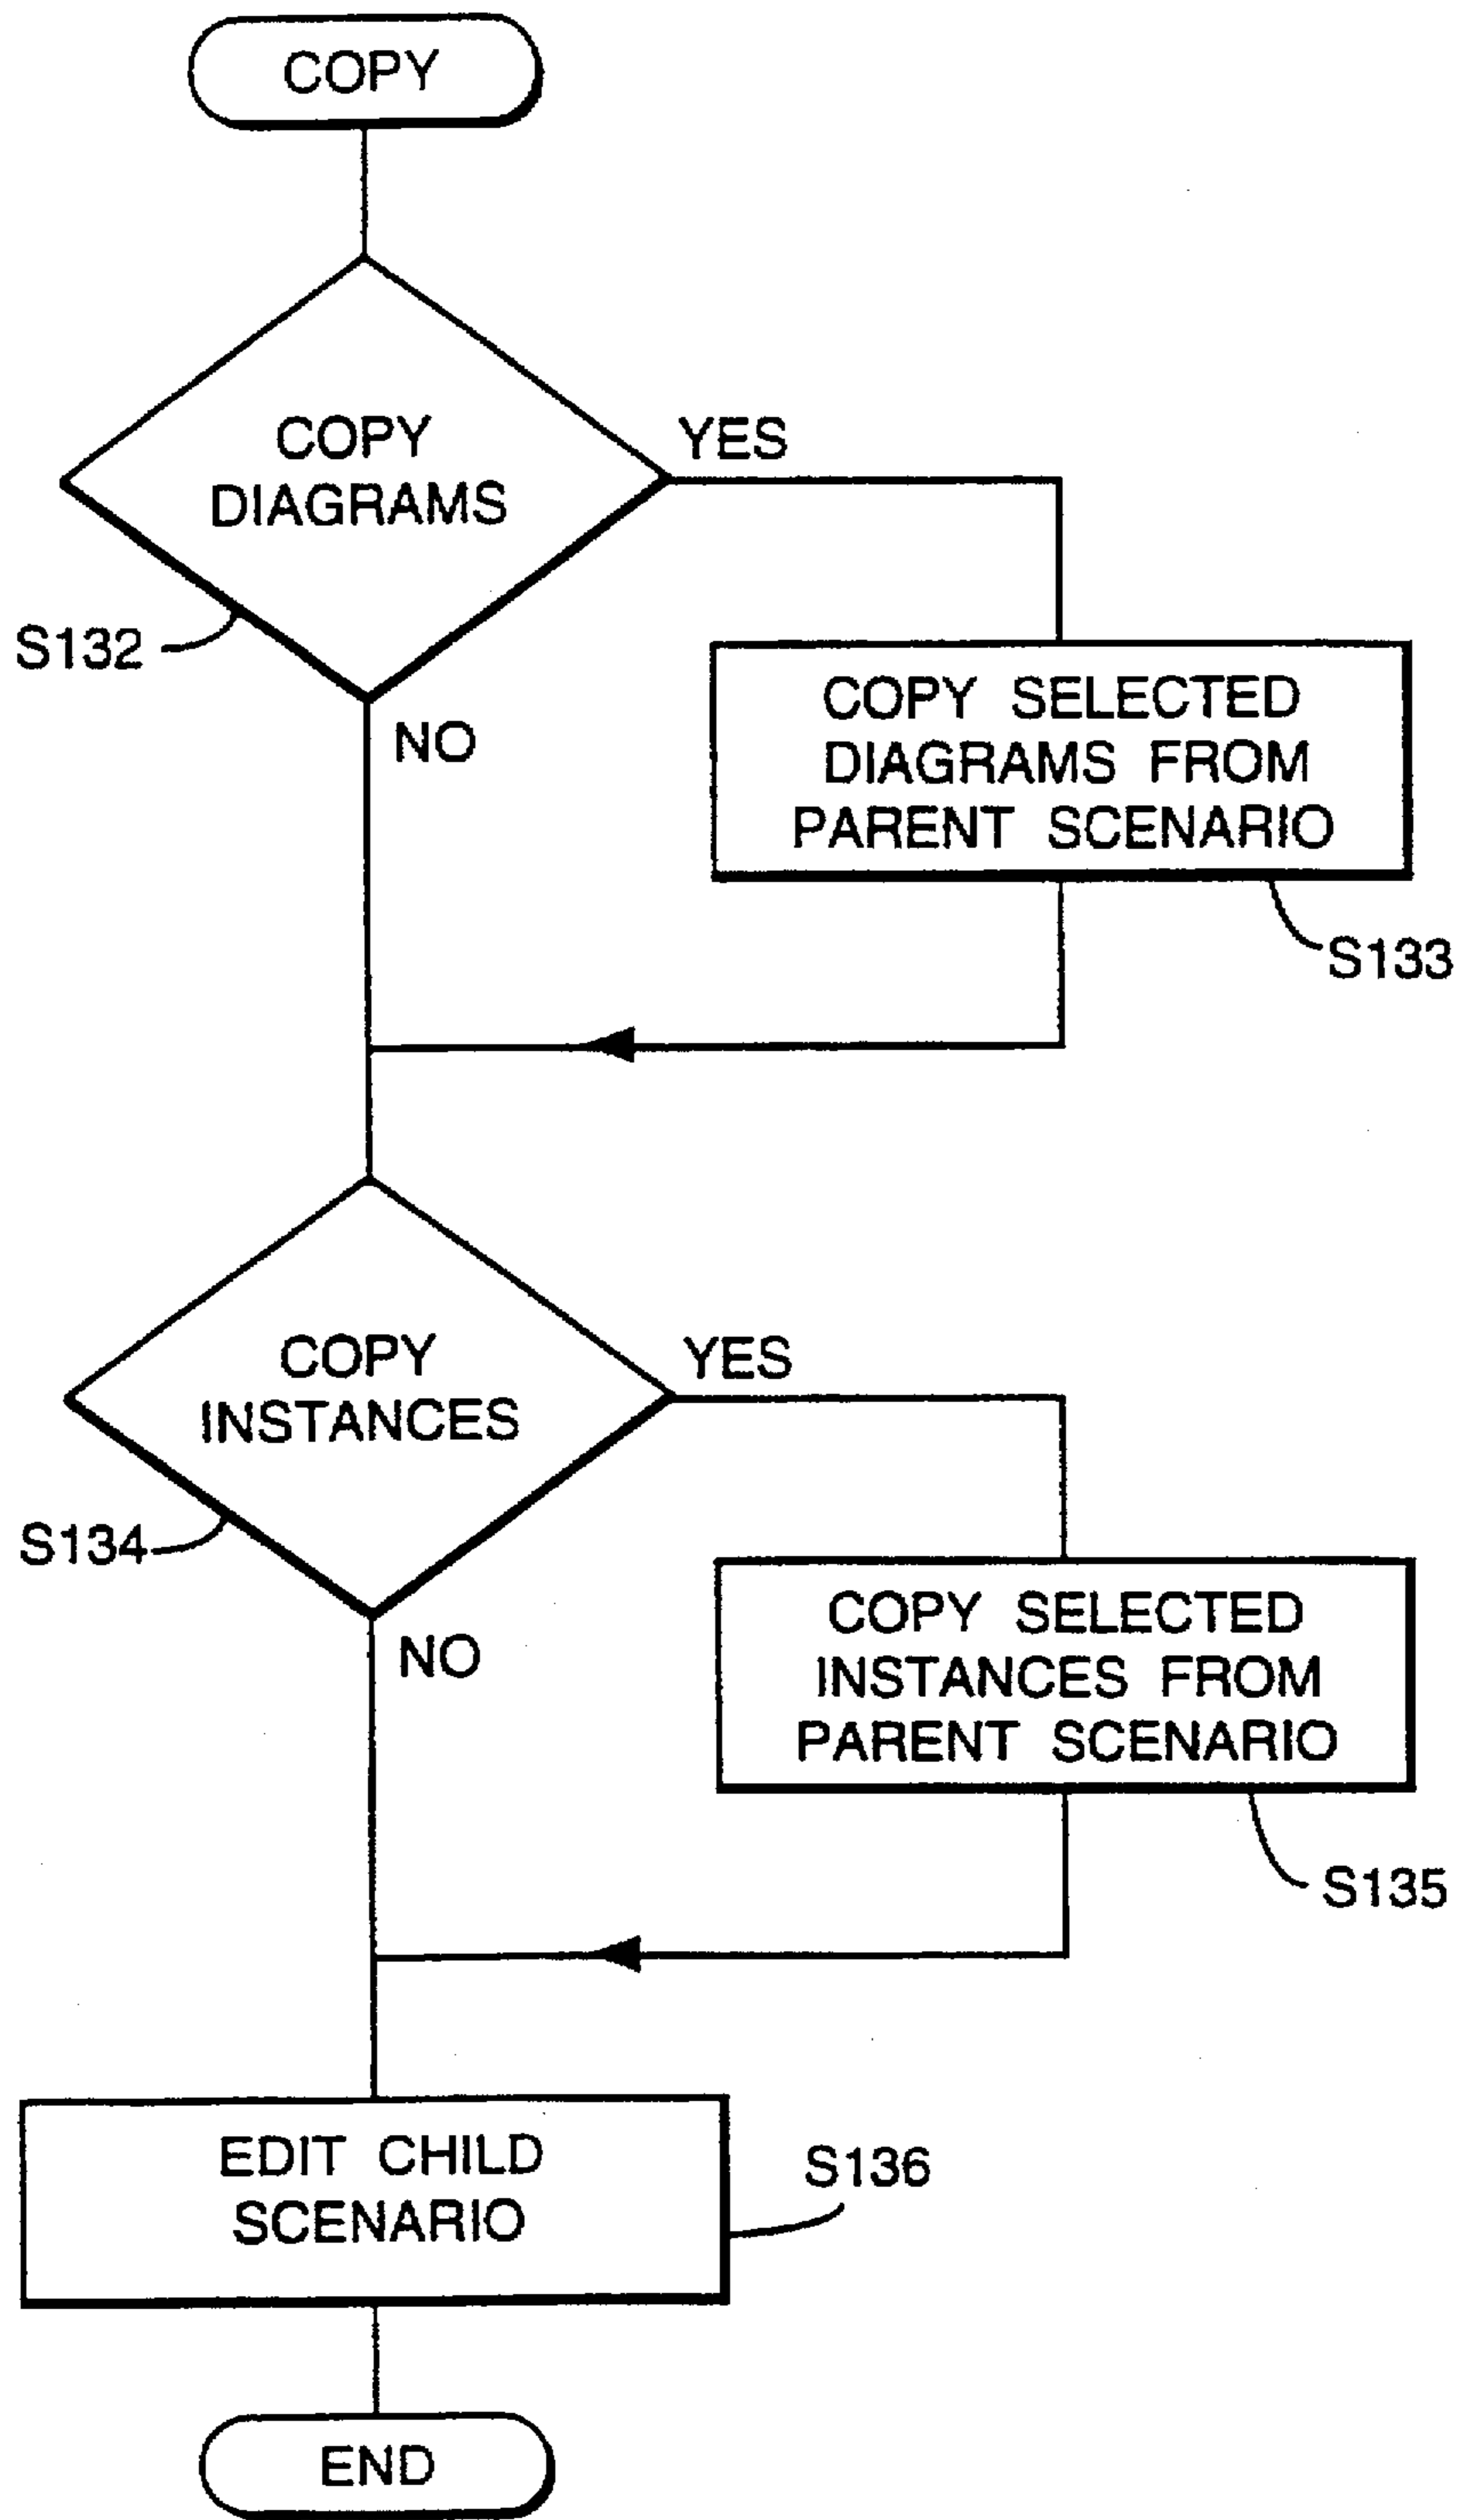 COPY
COPY
DIAGRAMS
YES
S132
NO
COPY SELECTED
DIAGRAMS FROM
PARENT SCENARIO
S133
COPY
INSTANCES
YES
S134
NO
COPY SELECTED
INSTANCES FROM
PARENT SCENARIO
S135
EDIT CHILD
SCENARIO
S136
END